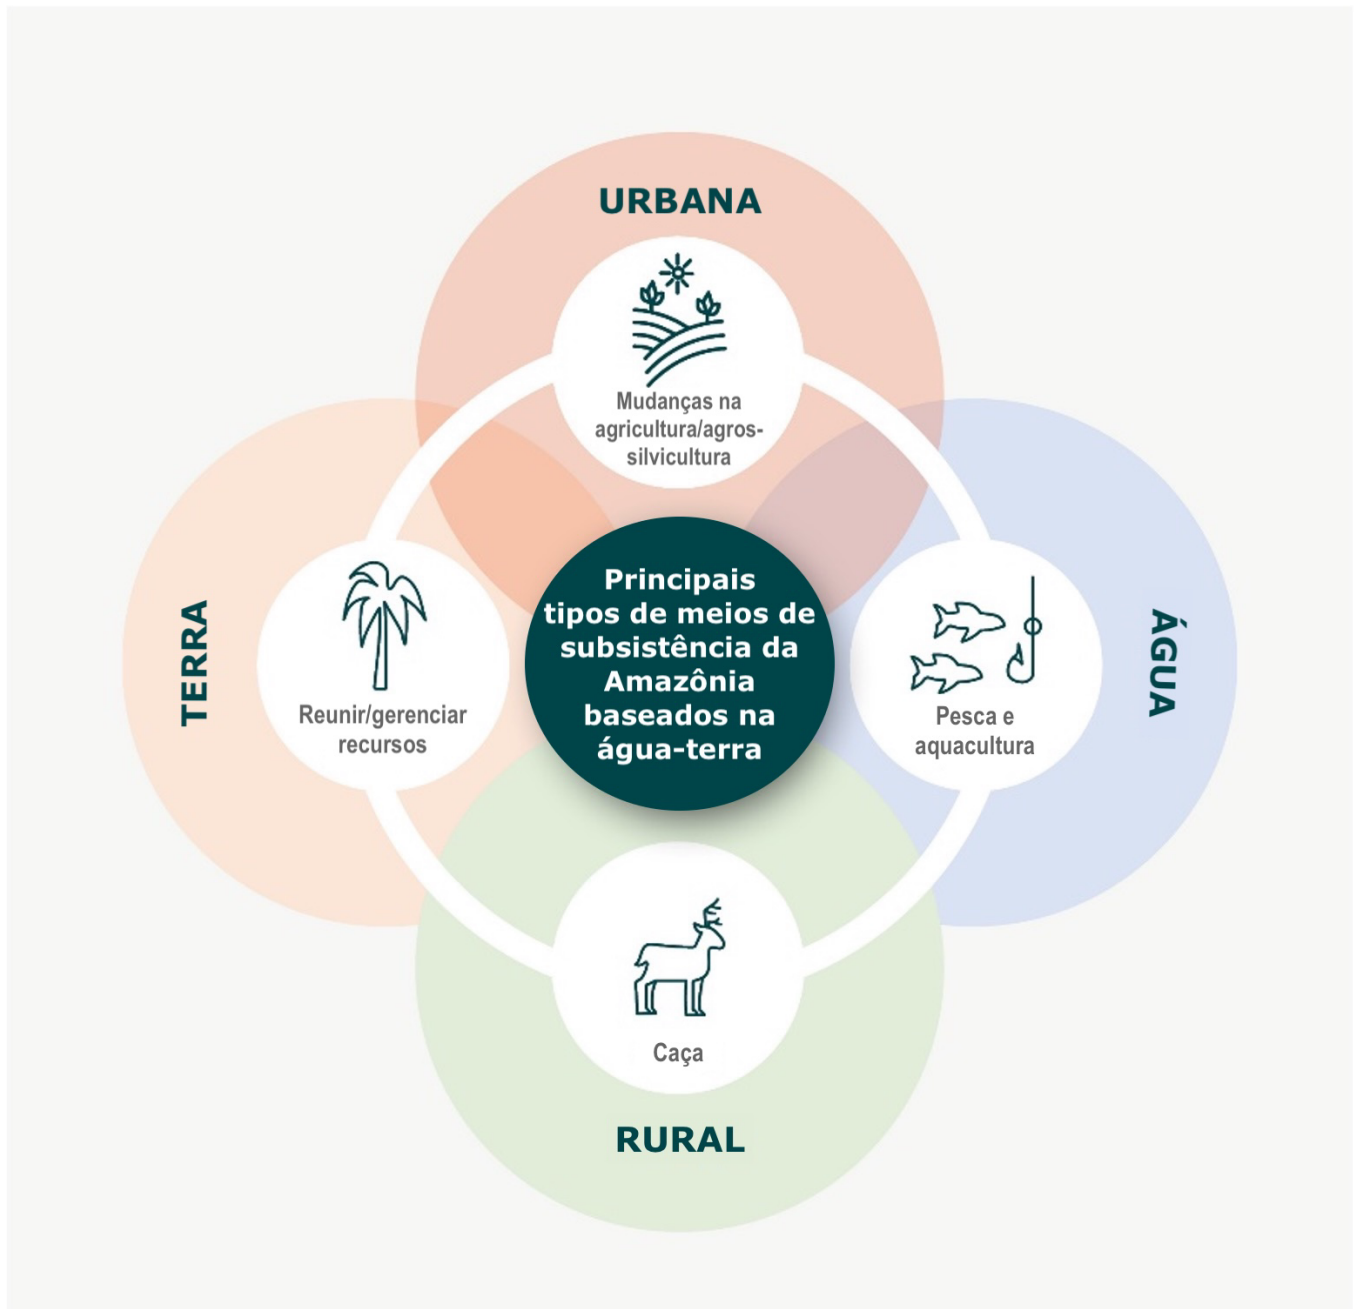 URBANA
Mudanças na
agricultura/agros-
silvicultura
TERRA
Reunir/gerenciar
recursos
Principais
tipos de meios de
subsistência da
Amazônia
baseados na
água-terra
Pesca e
aquacultura
ÁGUA
Caça
RURAL